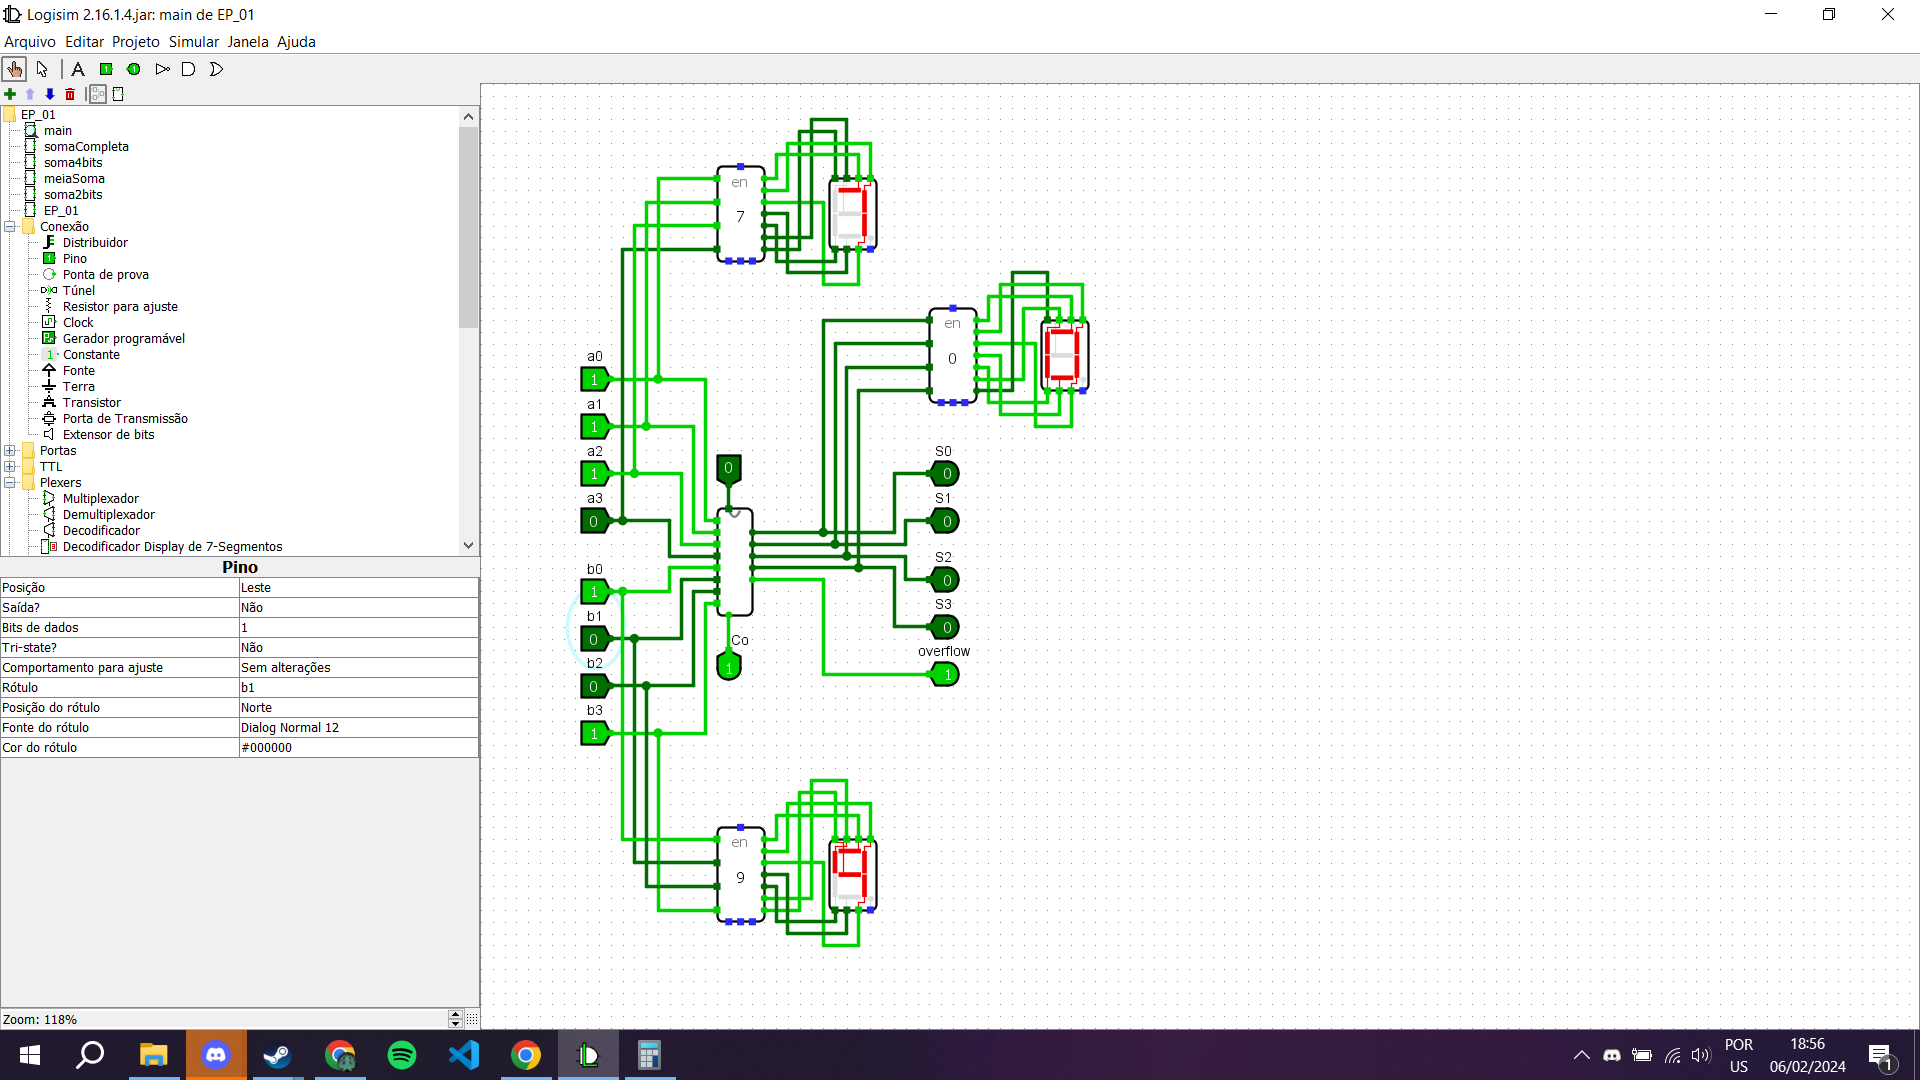 Logisim 2.16.1.4.jar: main de EP_01
Arquivo Editar Projeto Simular Janela Ajuda
EP_01
main
somaCompleta
soma4bits
meiaSoma
soma2bits
EP_01
Conexão
Distribuidor
Pino
Ponta de prova
Túnel
Resistor para ajuste
Clock
Gerador programável
Constante
Fonte
Terra
Transistor
Porta de Transmissão
Extensor de bits
Portas
TTL
Plexers
Multiplexador
Demultiplexador
Decodificador
Decodificador Display de 7-Segmentos
Pino
Posição Leste
Saída? Não
Bits de dados 1
Tri-state? Não
Comportamento para ajuste Sem alterações
Rótulo b1
Posição do rótulo Norte
Fonte do rótulo Dialog Normal 12
Cor do rótulo #000000
Zoom: 118%
en
7
en
0
a0
1
a1
1
a2
1
a3
0
b0
1
b1
0
b2
0
b3
1
0
Co
1
S0
0
S1
0
S2
0
S3
0
overflow
1
en
9
POR
US
18:56
06/02/2024
1